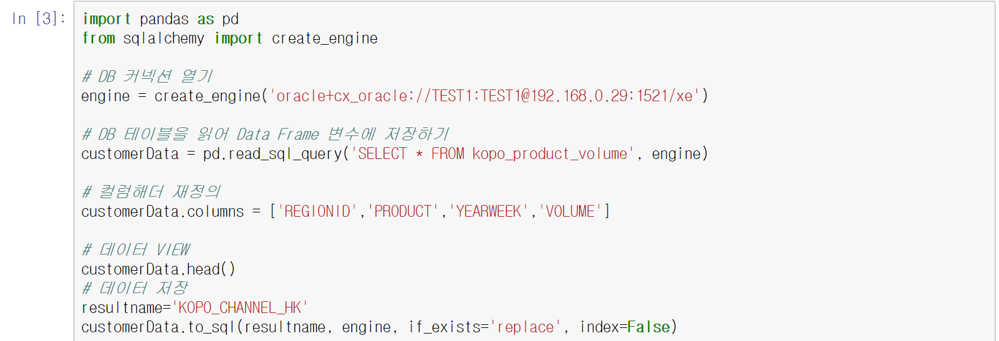 In [3]: import pandas as pd
from sqlalchemy import create_engine
# DB 커넥션 열기
engine = create_engine('oracle+cx_oracle://TEST1:TEST1@192.168.0.29:1521/xe')
# DB 테이블을 읽어 Data Frame 변수에 저장하기
customerData = pd.read_sql_query('SELECT * FROM kopo_product_volume', engine)
# 컬럼해더 재정의
customerData.columns = ['REGIONID','PRODUCT','YEARWEEK','VOLUME']
# 데이터 VIEW
customerData.head()
# 데이터 저장
resultname='KOPO_CHANNEL_HK'
customerData.to_sql(resultname, engine, if_exists='replace', index=False)